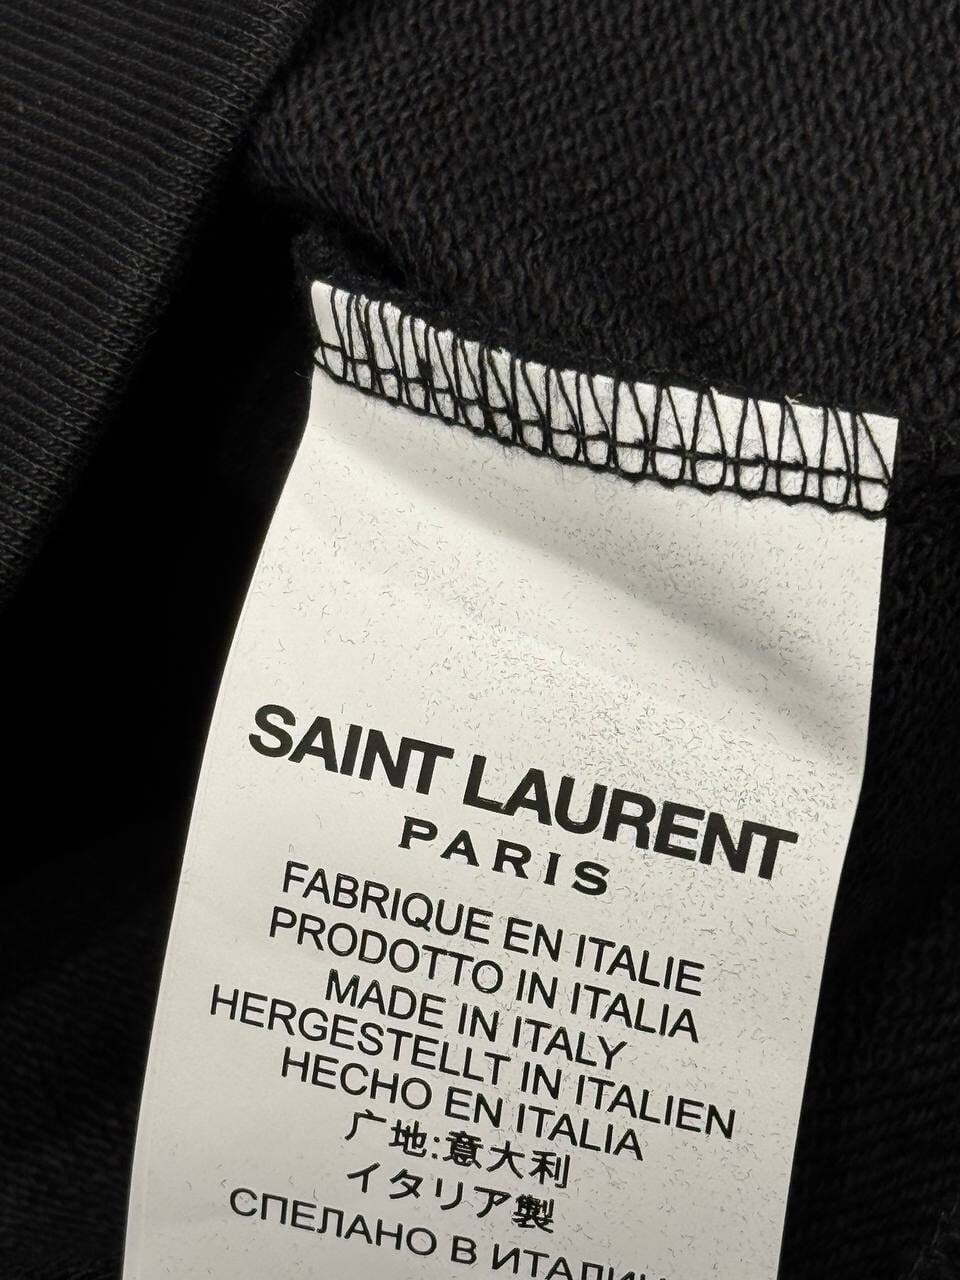 SAINT LAURENT
PARIS
FABRIQUE EN ITALIE
PRODOTTO IN ITALIA
MADE IN ITALY
HERGESTELLT IN ITALIEN
HECHO EN ITALIA
广地:意大利
イタリア製
СПЕЛАНО В